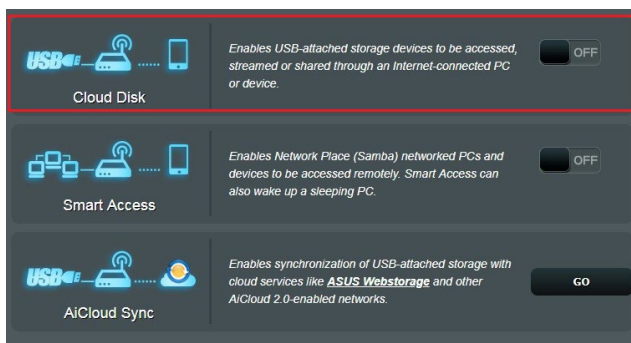 USB
Cloud Disk
Enables USB-attached storage devices to be accessed,
streamed or shared through an Internet-connected PC
or device.
OFF
Smart Access
Enables Network Place (Samba) networked PCs and
devices to be accessed remotely. Smart Access can
also wake up a sleeping PC.
OFF
USB
AiCloud Sync
Enables synchronization of USB-attached storage with
cloud services like ASUS Webstorage and other
AiCloud 2.0-enabled networks.
GO